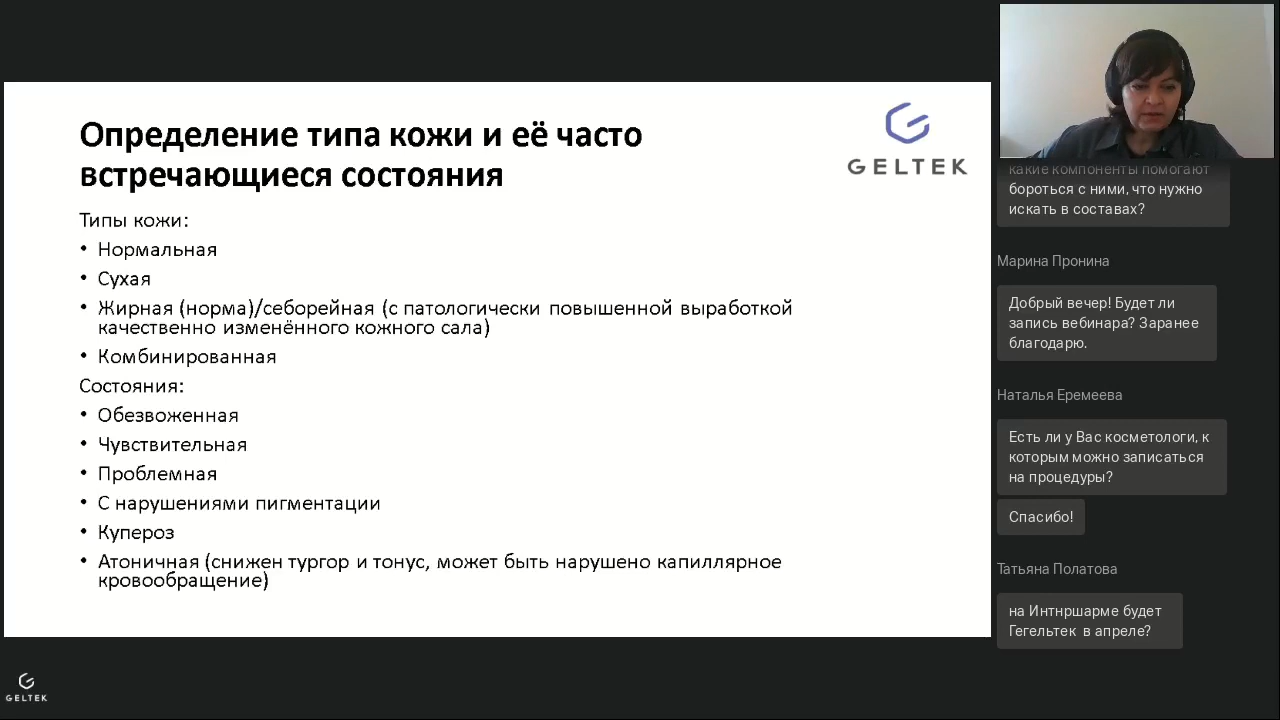 Определение типа кожи и её часто
встречающиеся состояния
GELTEK
Типы кожи:
• Нормальная
• Сухая
• Жирная (норма)/себорейная (с патологически повышенной выработкой
качественно изменённого кожного сала)
• Комбинированная
Состояния:
• Обезвоженная
• Чувствительная
• Проблемная
• С нарушениями пигментации
• Купероз
• Атоничная (снижен тургор и тонус, может быть нарушено капиллярное
кровообращение)
GELTEK
какие компоненты помогают
бороться с ними, что нужно
искать в составах?
Марина Пронина
Добрый вечер! Будет ли
запись вебинара? Заранее
благодарю.
Наталья Еремеева
Есть ли у Вас косметологи, к
которым можно записаться
на процедуры?
Спасибо!
Татьяна Полатова
на Интнршарме будет
Гегельтек в апреле?